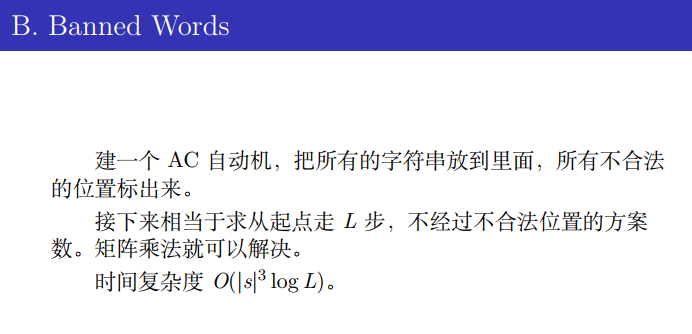 B. Banned Words
建一个 AC 自动机，把所有的字符串放到里面，所有不合法
的位置标出来。
接下来相当于求从起点走 L 步，不经过不合法位置的方案
数。矩阵乘法就可以解决。
时间复杂度 O(|s|³ log L)。